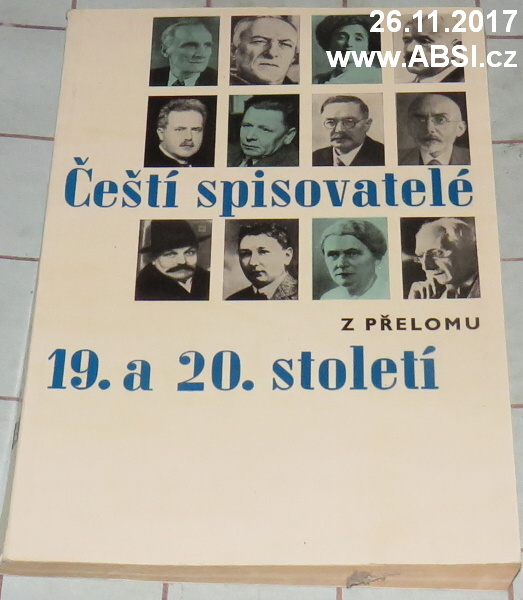 26.11.2017
www.ABSI.cz
Čeští spisovatelé
Z PŘELOMU
19. a 20. století